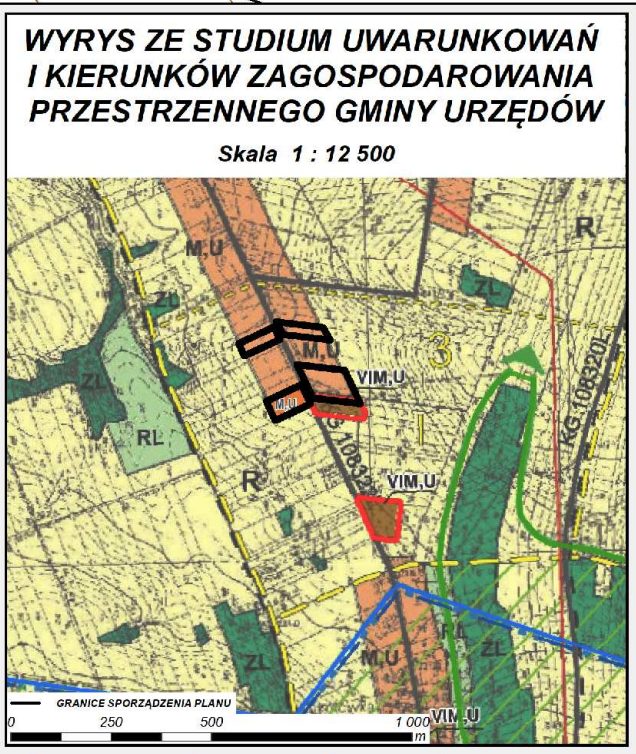 WYRYS ZE STUDIUM UWARUNKOWAŃ
I KIERUNKÓW ZAGOSPODAROWANIA
PRZESTRZENNEGO GMINY URZĘDÓW
Skala 1 : 12 500
M,U
R
ZL
ZL
M,U
3
VIM,U
KG.108320L
ZL
M,U
RL
I
R
VIM,U
RL
ZL
M,U
ZL
VIM,U
GRANICE SPORZĄDZENIA PLANU
0 250 500 1 000
m